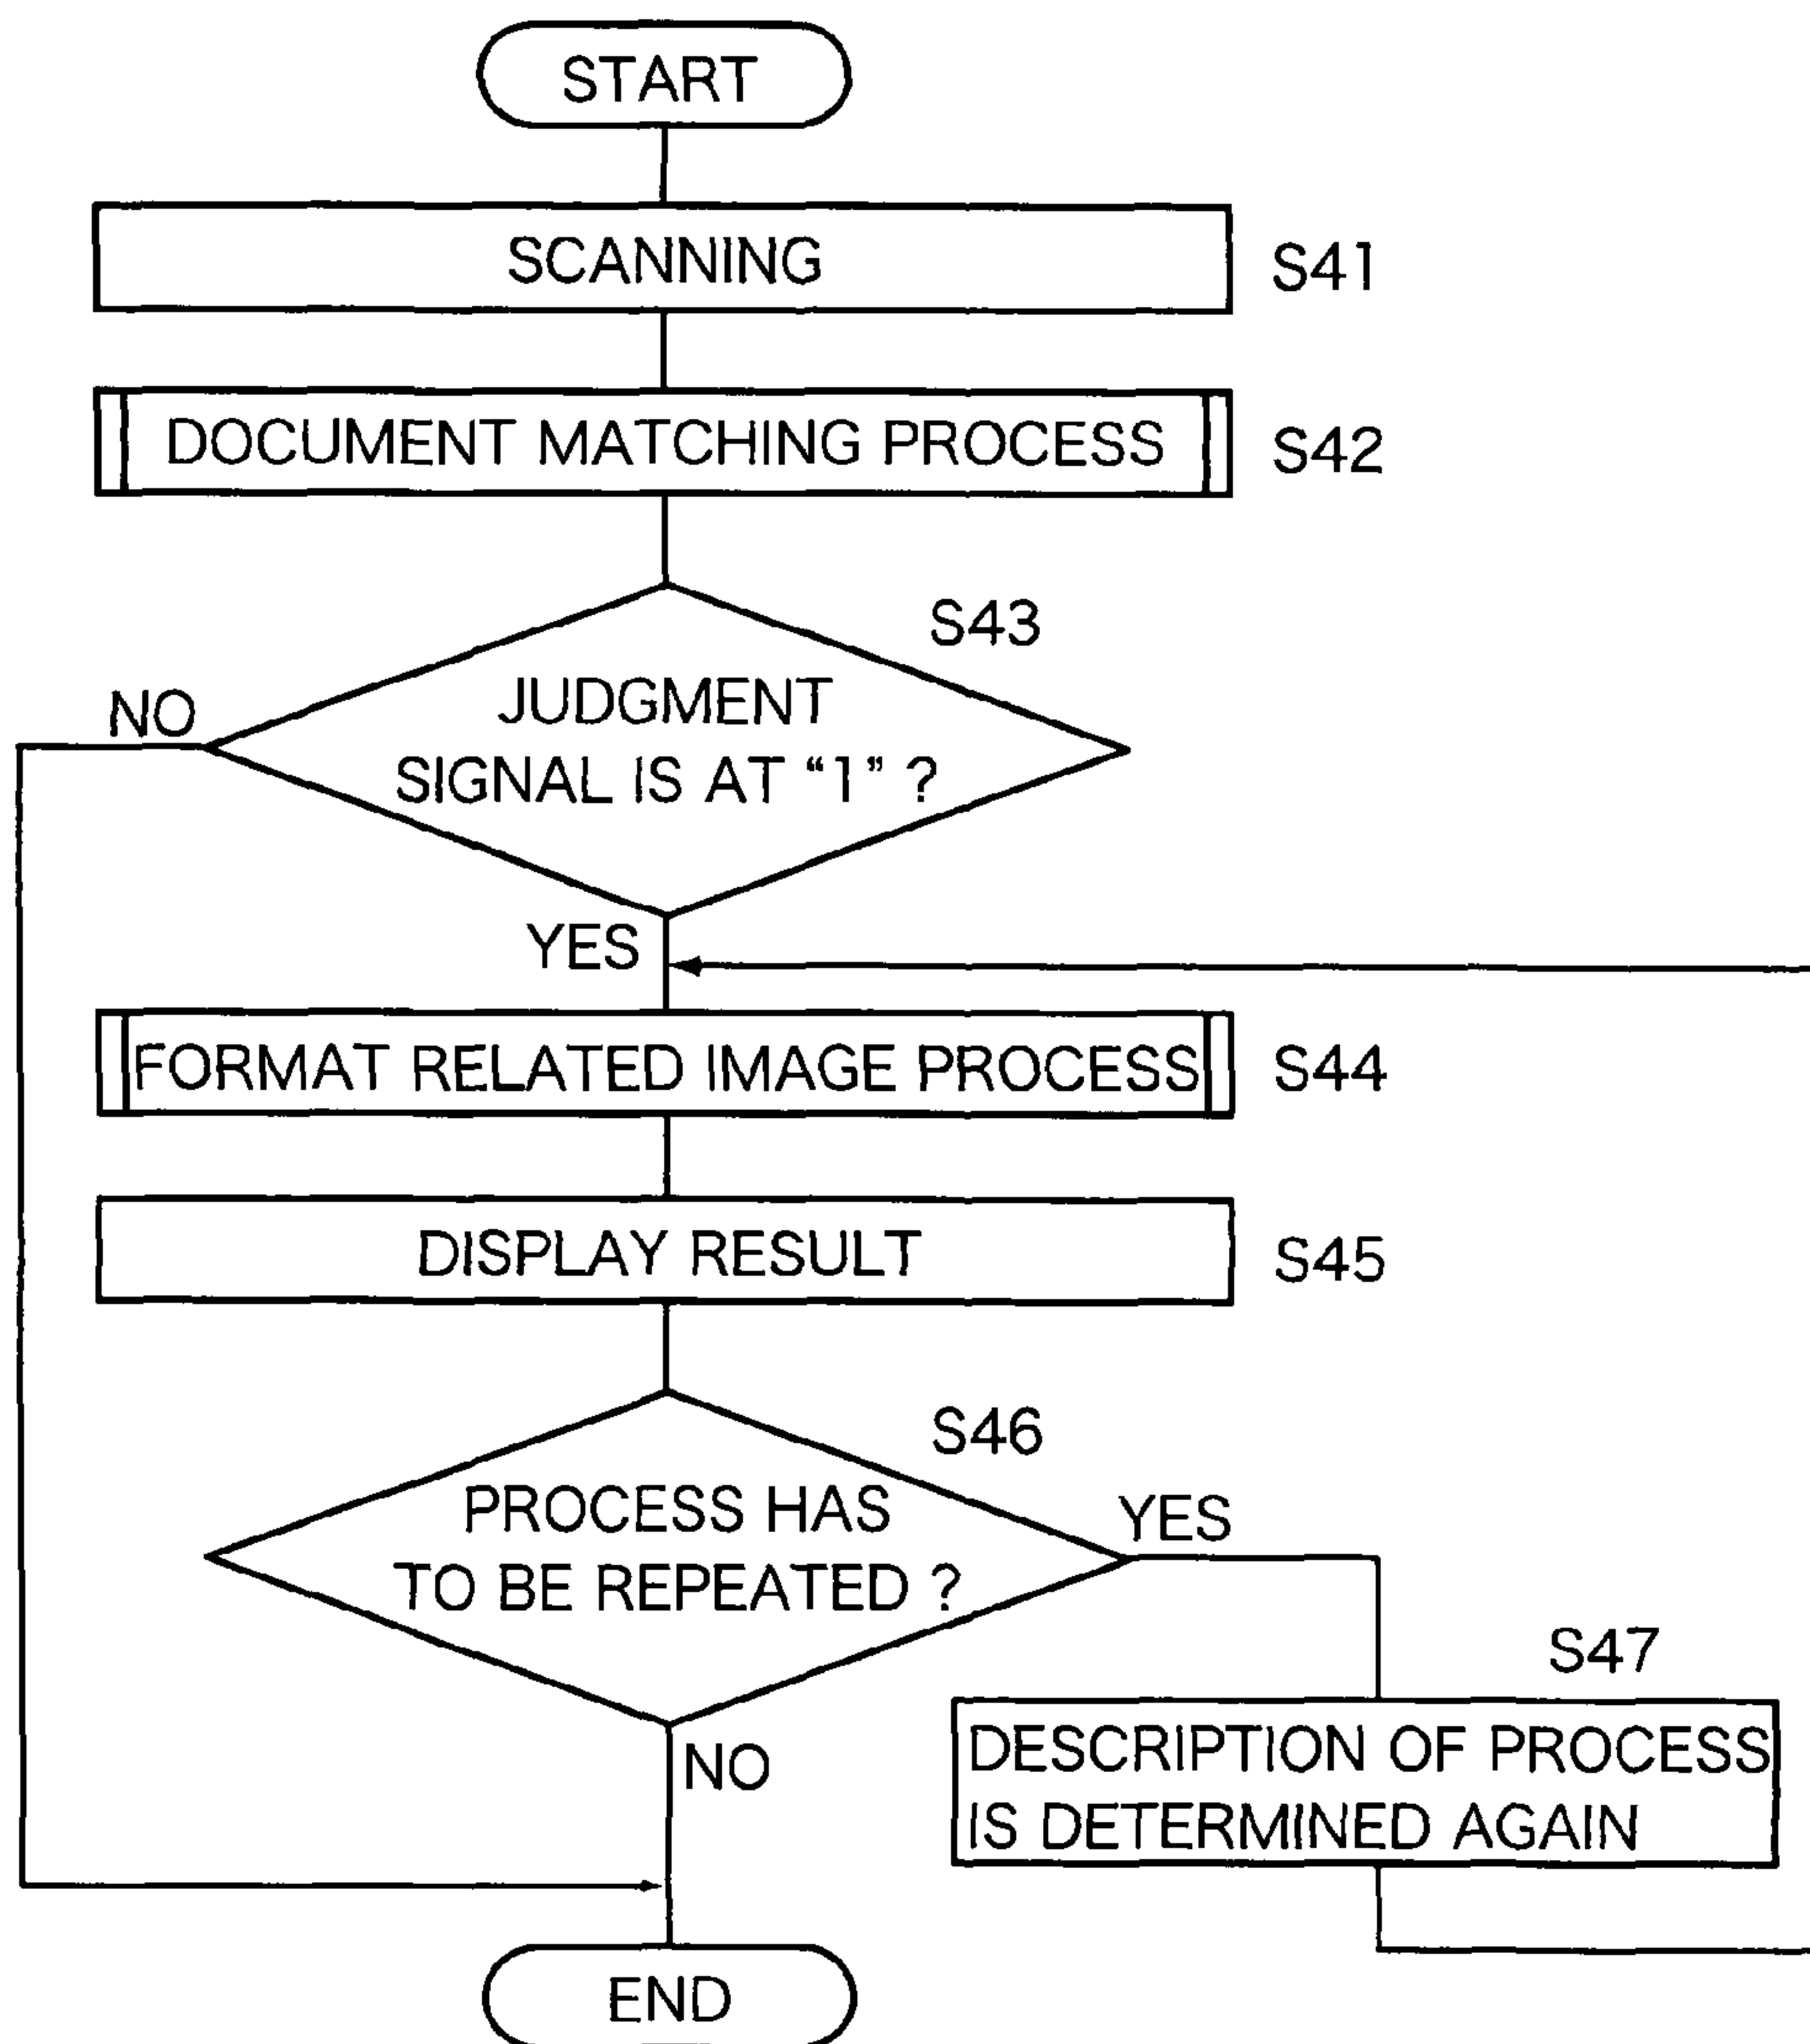 START
SCANNING
S41
DOCUMENT MATCHING PROCESS
S42
S43
JUDGMENT
SIGNAL IS AT “1” ?
NO
YES
FORMAT RELATED IMAGE PROCESS
S44
DISPLAY RESULT
S45
S46
PROCESS HAS
TO BE REPEATED ?
YES
NO
S47
DESCRIPTION OF PROCESS
IS DETERMINED AGAIN
END